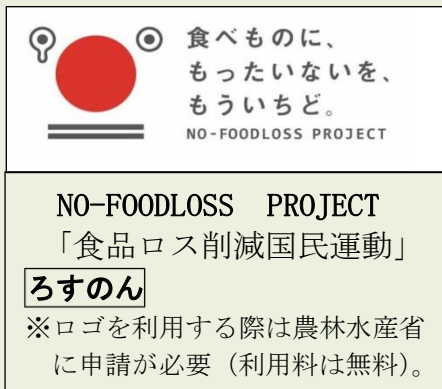 食べものに、
もったいないを、
もういちど。
NO-FOODLOSS PROJECT
NO-FOODLOSS PROJECT
「食品ロス削減国民運動」
ろすのん
※ロゴを利用する際は農林水産省
に申請が必要（利用料は無料）。